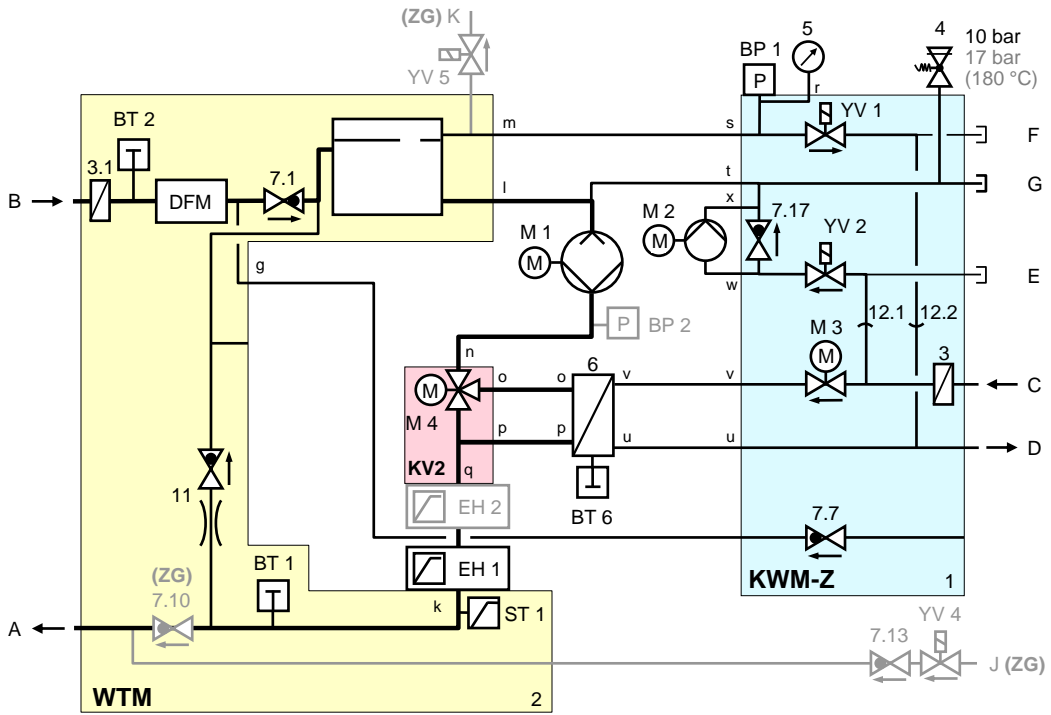 (ZG) K
YV 5
BP 1
5
4
10 bar
17 bar
(180 °C)
P
r
BT 2
3.1
m
s
YV 1
F
B
DFM
7.1
l
t
G
x
M 2
M
7.17
YV 2
M 1
M
g
w
E
P
BP 2
12.1
12.2
M 3
M
n
6
3
M
o
o
v
v
C
M 4
p
p
u
u
D
KV2
q
11
EH 2
BT 6
7.7
EH 1
KWM-Z
1
(ZG)
7.10
BT 1
k
ST 1
A
7.13
YV 4
J (ZG)
WTM
2